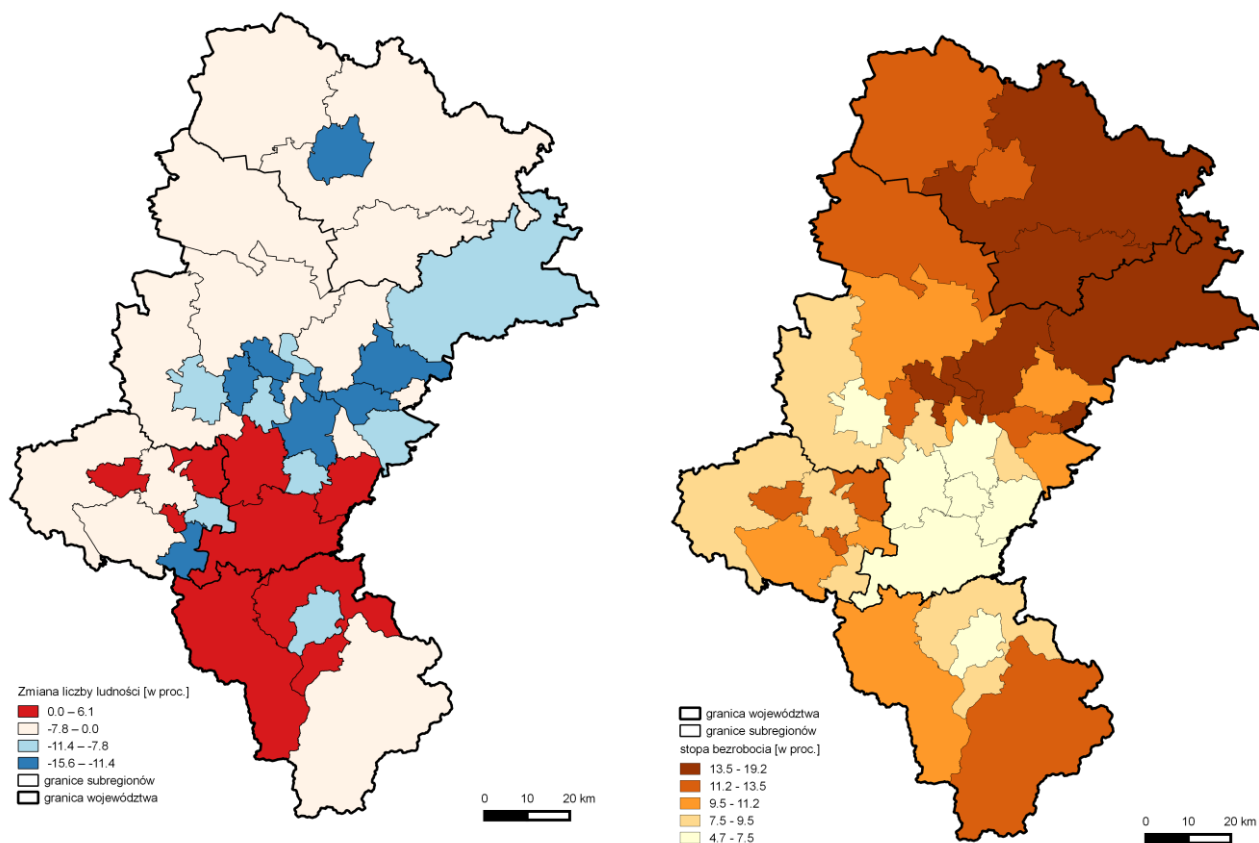 Zmiana liczby ludności [w proc.]
0.0 – 6.1
-7.8 – 0.0
-11.4 – -7.8
-15.6 – -11.4
granice subregionów
granica województwa
0 10 20 km
granica województwa
granice subregionów
stopa bezrobocia [w proc.]
13.5 - 19.2
11.2 - 13.5
9.5 - 11.2
7.5 - 9.5
4.7 - 7.5
0 10 20 km